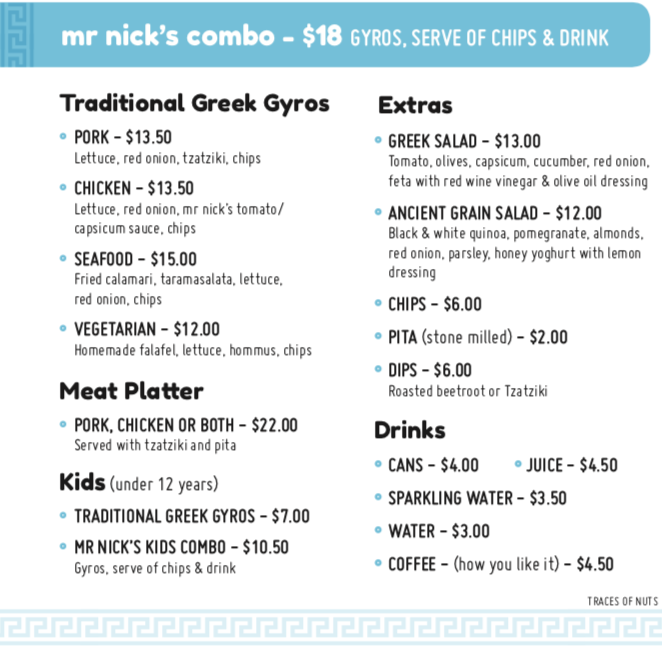 mr nick's combo – $18 GYROS, SERVE OF CHIPS & DRINK
Traditional Greek Gyros
PORK – $13.50
Lettuce, red onion, tzatziki, chips
CHICKEN – $13.50
Lettuce, red onion, mr nick's tomato/
capsicum sauce, chips
SEAFOOD – $15.00
Fried calamari, taramasalata, lettuce,
red onion, chips
VEGETARIAN – $12.00
Homemade falafel, lettuce, hommus, chips
Meat Platter
PORK, CHICKEN OR BOTH – $22.00
Served with tzatziki and pita
Kids (under 12 years)
TRADITIONAL GREEK GYROS – $7.00
MR NICK'S KIDS COMBO – $10.50
Gyros, serve of chips & drink
Extras
GREEK SALAD – $13.00
Tomato, olives, capsicum, cucumber, red onion,
feta with red wine vinegar & olive oil dressing
ANCIENT GRAIN SALAD – $12.00
Black & white quinoa, pomegranate, almonds,
red onion, parsley, honey yoghurt with lemon
dressing
CHIPS – $6.00
PITA (stone milled) – $2.00
DIPS – $6.00
Roasted beetroot or Tzatziki
Drinks
CANS – $4.00 JUICE – $4.50
SPARKLING WATER – $3.50
WATER – $3.00
COFFEE – (how you like it) – $4.50
TRACES OF NUTS